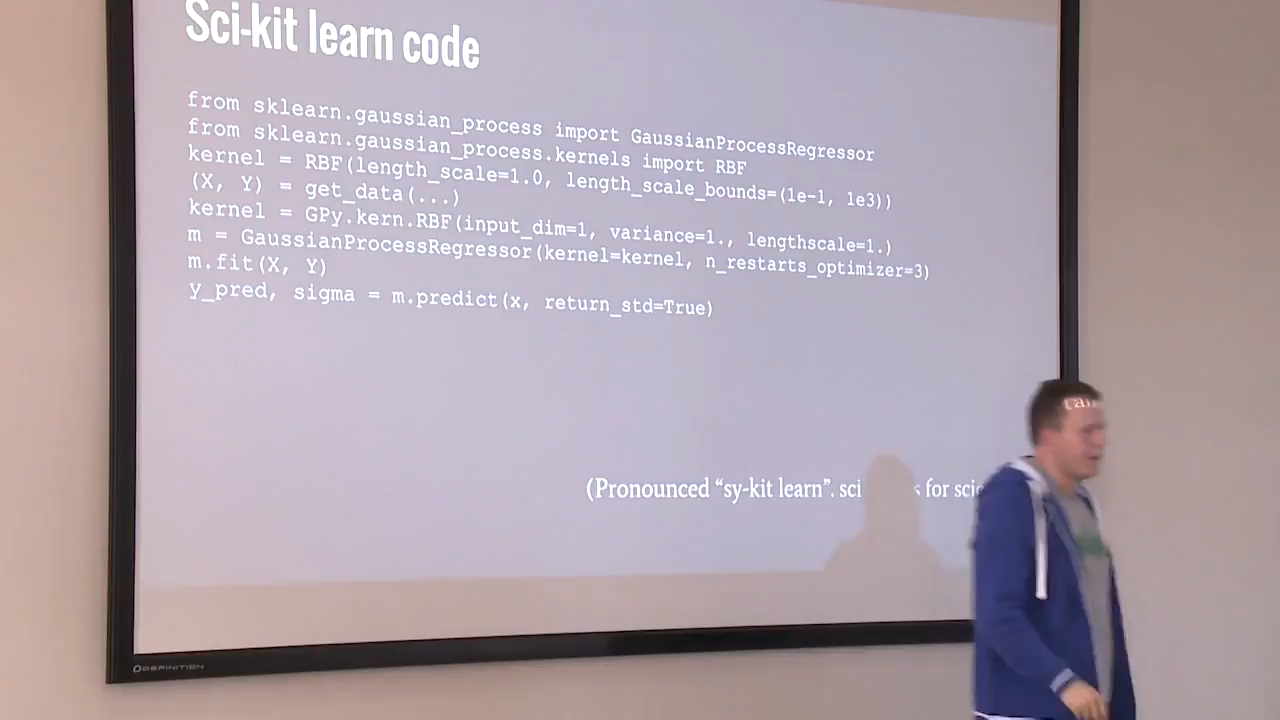 Sci-kit learn code
from sklearn.gaussian_process import GaussianProcessRegressor
from sklearn.gaussian_process.kernels import RBF
kernel = RBF(length_scale=1.0, length_scale_bounds=(1e-1, 1e3))
(X, Y) = get_data(...)
kernel = GPy.kern.RBF(input_dim=1, variance=1., lengthscale=1.)
m = GaussianProcessRegressor(kernel=kernel, n_restarts_optimizer=3)
m.fit(X, Y)
y_pred, sigma = m.predict(x, return_std=True)
(Pronounced “sy-kit learn”. sci for
DEFINITION